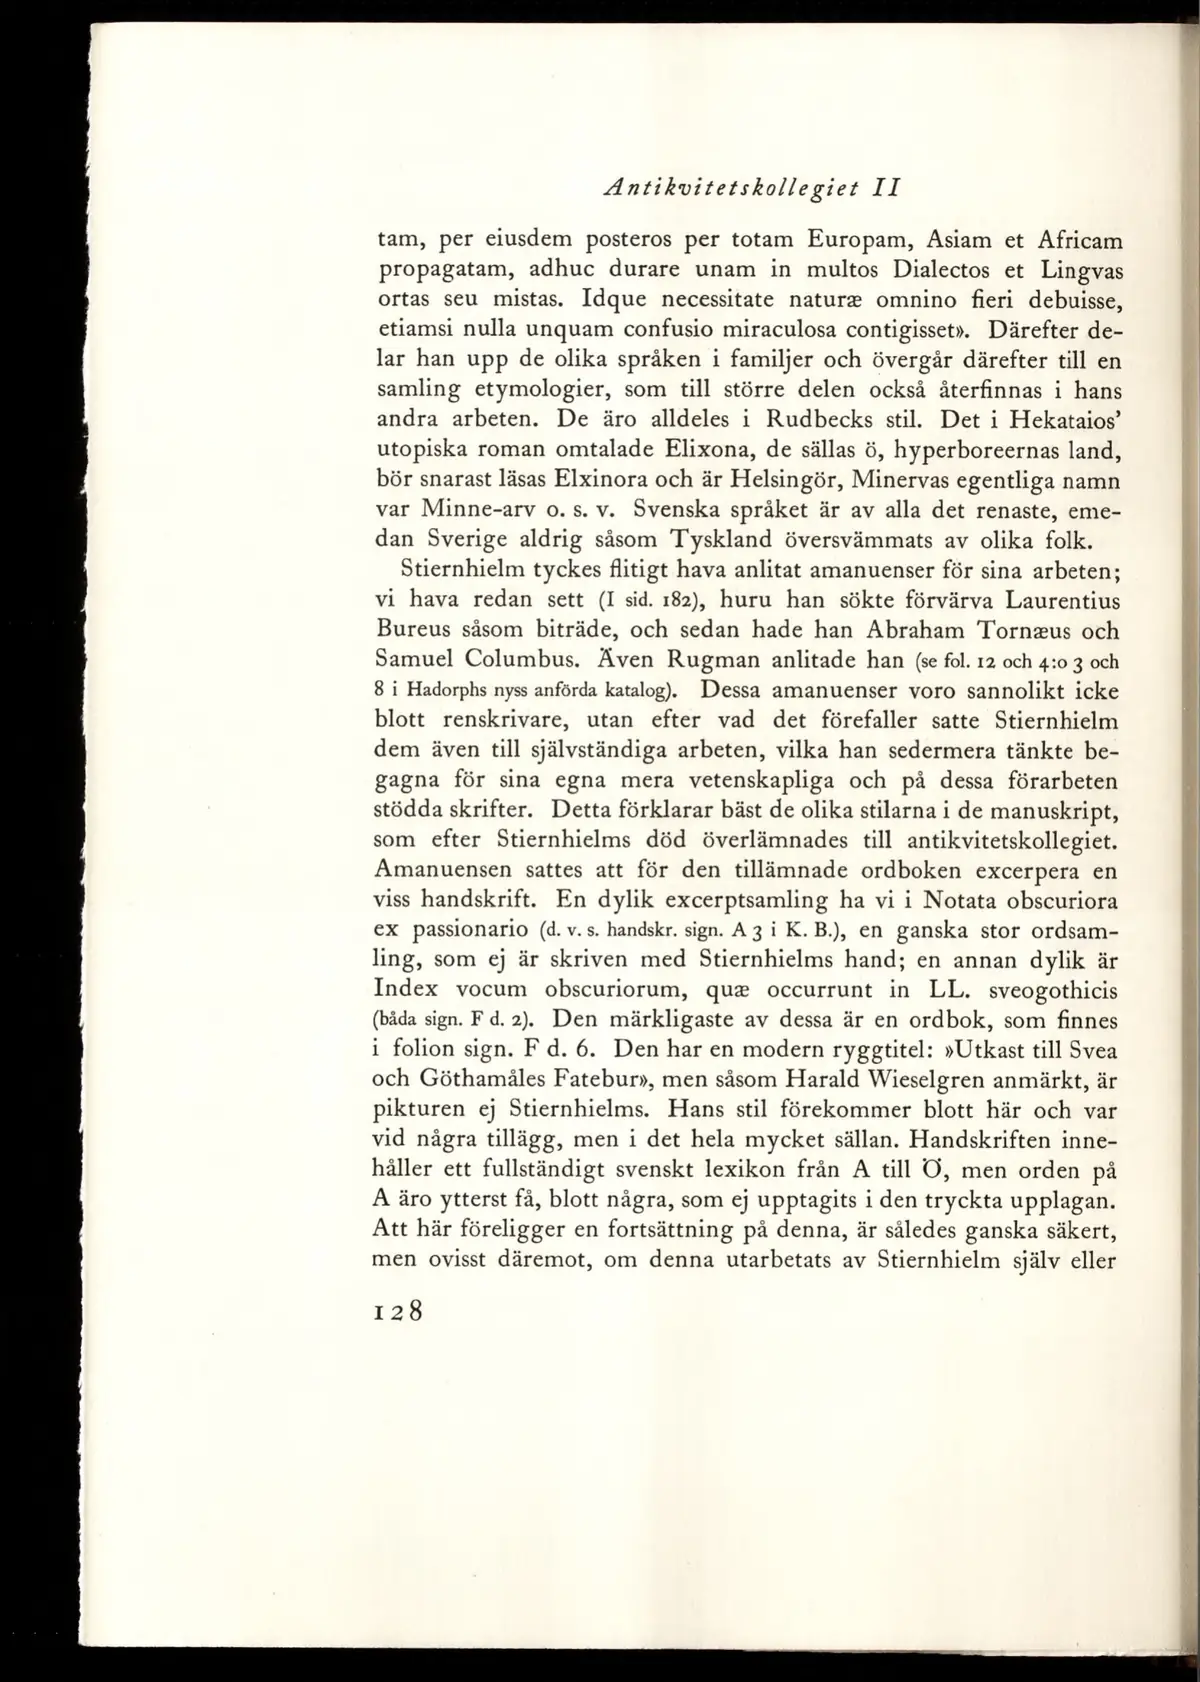 Antikvitetskollegiet II
tam, per eiusdem posteros per totam Europam, Asiam et Africam
propagatam, adhuc durare unam in multos Dialectos et Lingvas
ortas seu mistas. Idque necessitate naturæ omnino fieri debuisse,
etiamsi nulla unquam confusio miraculosa contigisset». Därefter de-
lar han upp de olika språken i familjer och övergår därefter till en
samling etymologier, som till större delen också återfinnas i hans
andra arbeten. De äro alldeles i Rudbecks stil. Det i Hekataios’
utopiska roman omtalade Elixona, de sällas ö, hyperboreernas land,
bör snarast läsas Elxinora och är Helsingör, Minervas egentliga namn
var Minne-arv o. s. v. Svenska språket är av alla det renaste, eme-
dan Sverige aldrig såsom Tyskland översvämmats av olika folk.
Stiernhielm tyckes flitigt hava anlitat amanuenser för sina arbeten;
vi hava redan sett (I sid. 182), huru han sökte förvärva Laurentius
Bureus såsom biträde, och sedan hade han Abraham Tornæus och
Samuel Columbus. Även Rugman anlitade han (se fol. 12 och 4:o 3 och
8 i Hadorphs nyss anförda katalog). Dessa amanuenser voro sannolikt icke
blott renskrivare, utan efter vad det förefaller satte Stiernhielm
dem även till självständiga arbeten, vilka han sedermera tänkte be-
gagna för sina egna mera vetenskapliga och på dessa förarbeten
stödda skrifter. Detta förklarar bäst de olika stilarna i de manuskript,
som efter Stiernhielms död överlämnades till antikvitetskollegiet.
Amanuensen sattes att för den tillämnade ordboken excerpera en
viss handskrift. En dylik excerptsamling ha vi i Notata obscuriora
ex passionario (d. v. s. handskr. sign. A 3 i K. B.), en ganska stor ordsam-
ling, som ej är skriven med Stiernhielms hand; en annan dylik är
Index vocum obscuriorum, quæ occurrunt in LL. sveogothicis
(båda sign. F d. 2). Den märkligaste av dessa är en ordbok, som finnes
i folion sign. F d. 6. Den har en modern ryggtitel: »Utkast till Svea
och Göthamåles Fatebur», men såsom Harald Wieselgren anmärkt, är
pikturen ej Stiernhielms. Hans stil förekommer blott här och var
vid några tillägg, men i det hela mycket sällan. Handskriften inne-
håller ett fullständigt svenskt lexikon från A till Ö, men orden på
A äro ytterst få, blott några, som ej upptagits i den tryckta upplagan.
Att här föreligger en fortsättning på denna, är således ganska säkert,
men ovisst däremot, om denna utarbetats av Stiernhielm själv eller
128